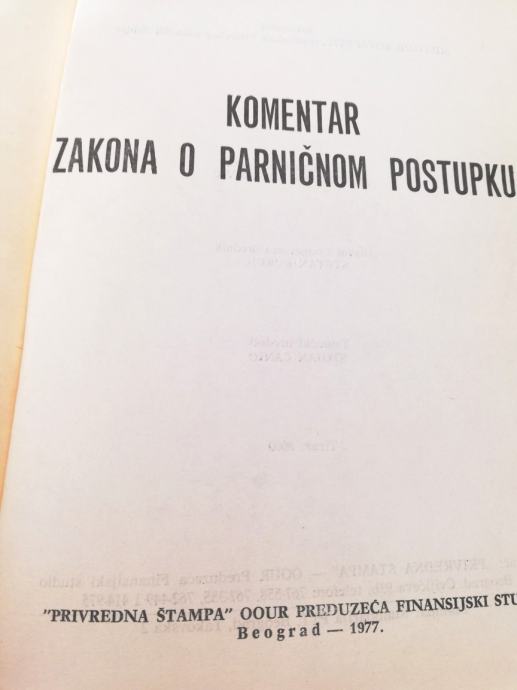 KOMENTAR
ZAKONA O PARNIČNOM POSTUPKU
"PRIVREDNA ŠTAMPA" OOUR PREDUZEĆA FINANSIJSKI STU
Beograd — 1977.